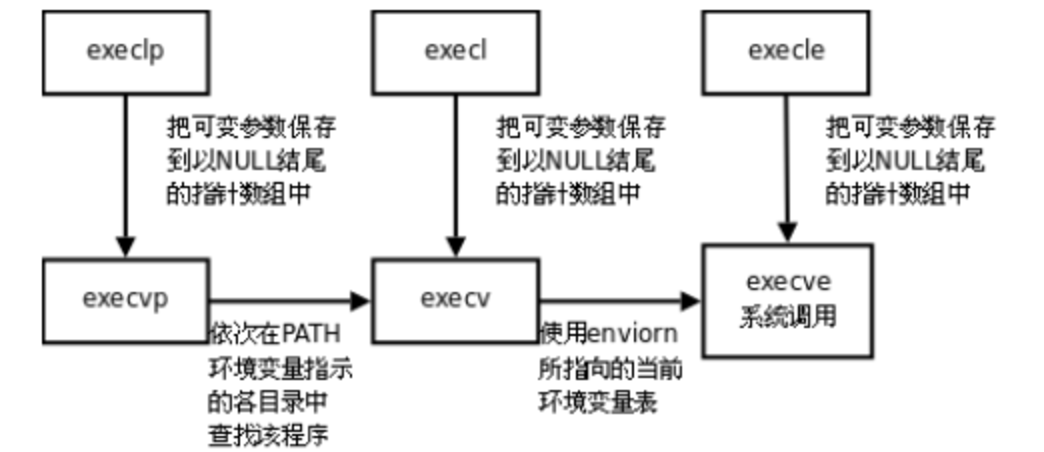 execlp
execl
execle
把可变参数保存
到以NULL结尾
的指针数组中
把可变参数保存
到以NULL结尾
的指针数组中
把可变参数保存
到以NULL结尾
的指针数组中
execvp
execv
execve
系统调用
依次在PATH
环境变量指示
的各目录中
查找该程序
使用enviorn
所指向的当前
环境变量表